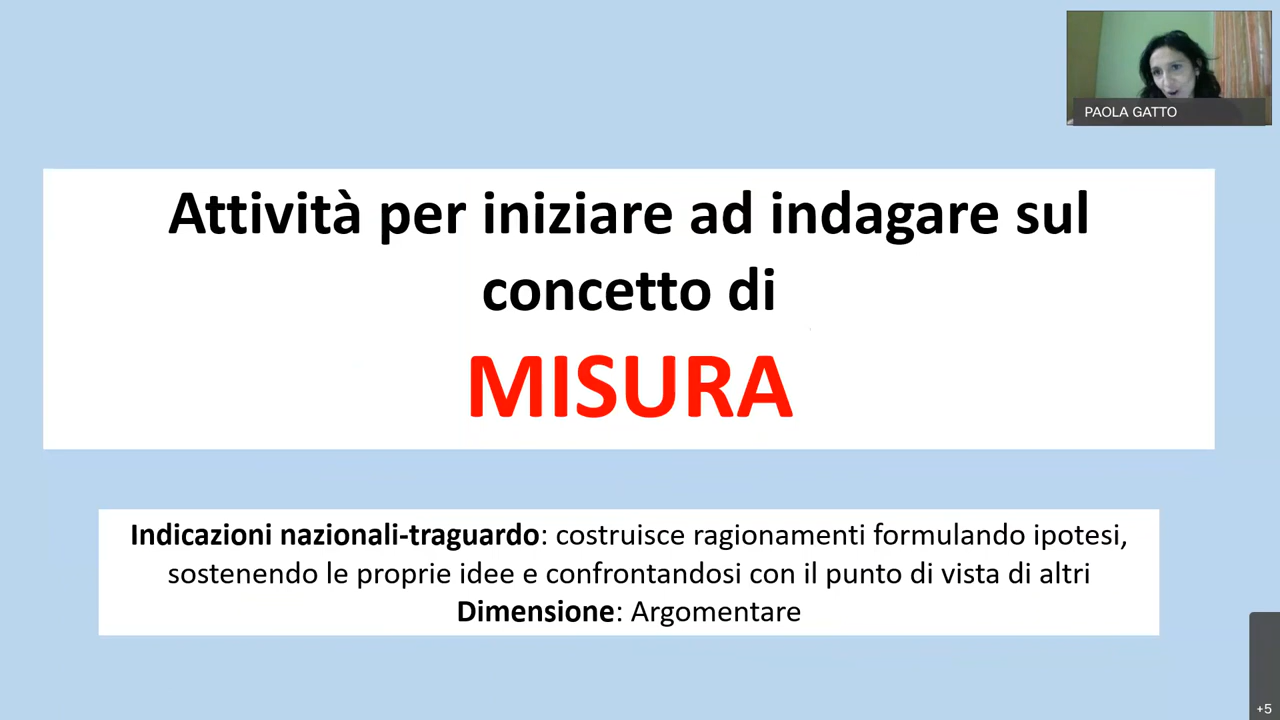 PAOLA GATTO
Attività per iniziare ad indagare sul
concetto di
MISURA
Indicazioni nazionali-traguardo: costruisce ragionamenti formulando ipotesi,
sostenendo le proprie idee e confrontandosi con il punto di vista di altri
Dimensione: Argomentare
+5